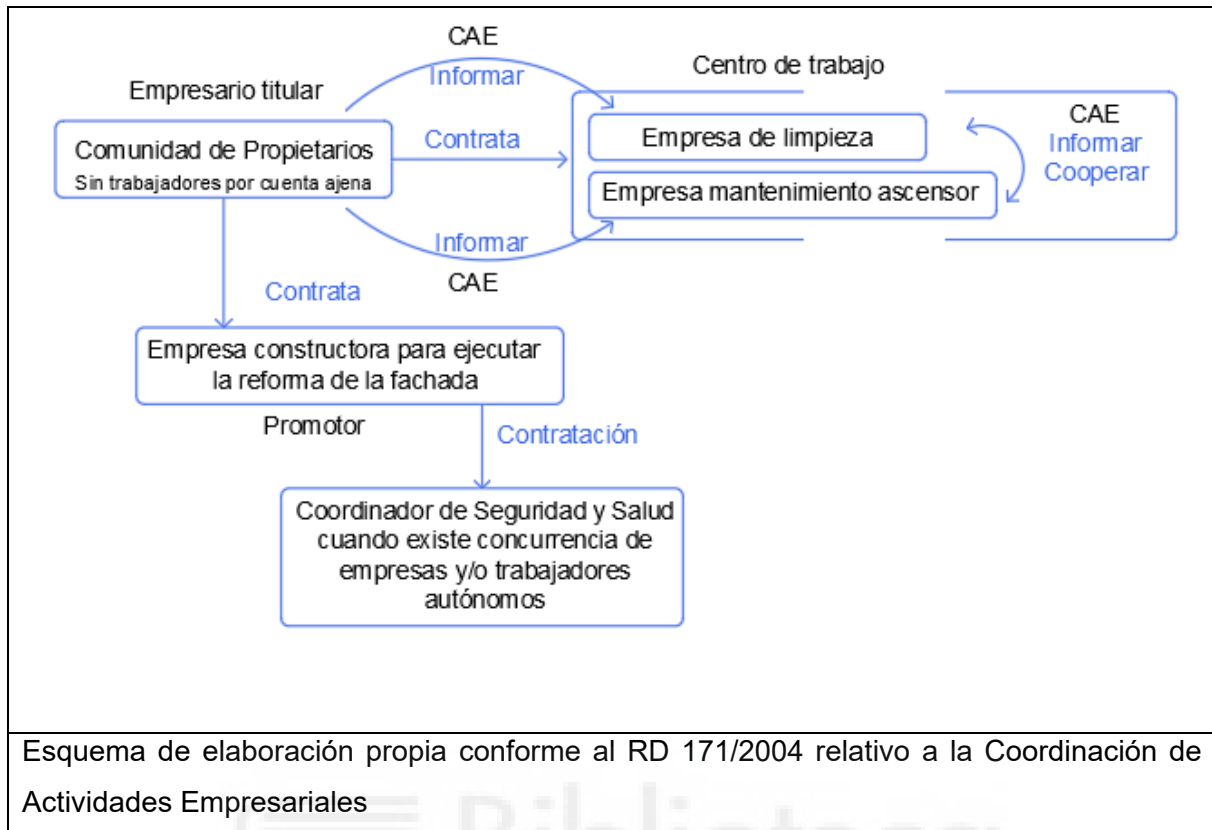 CAE
Informar
Centro de trabajo
Empresario titular
Comunidad de Propietarios
Sin trabajadores por cuenta ajena
Contrata
Empresa de limpieza
Empresa mantenimiento ascensor
CAE
Informar
Cooperar
Informar
CAE
Contrata
Empresa constructora para ejecutar
la reforma de la fachada
Promotor
Contratación
Coordinador de Seguridad y Salud
cuando existe concurrencia de
empresas y/o trabajadores
autónomos
Esquema de elaboración propia conforme al RD 171/2004 relativo a la Coordinación de
Actividades Empresariales